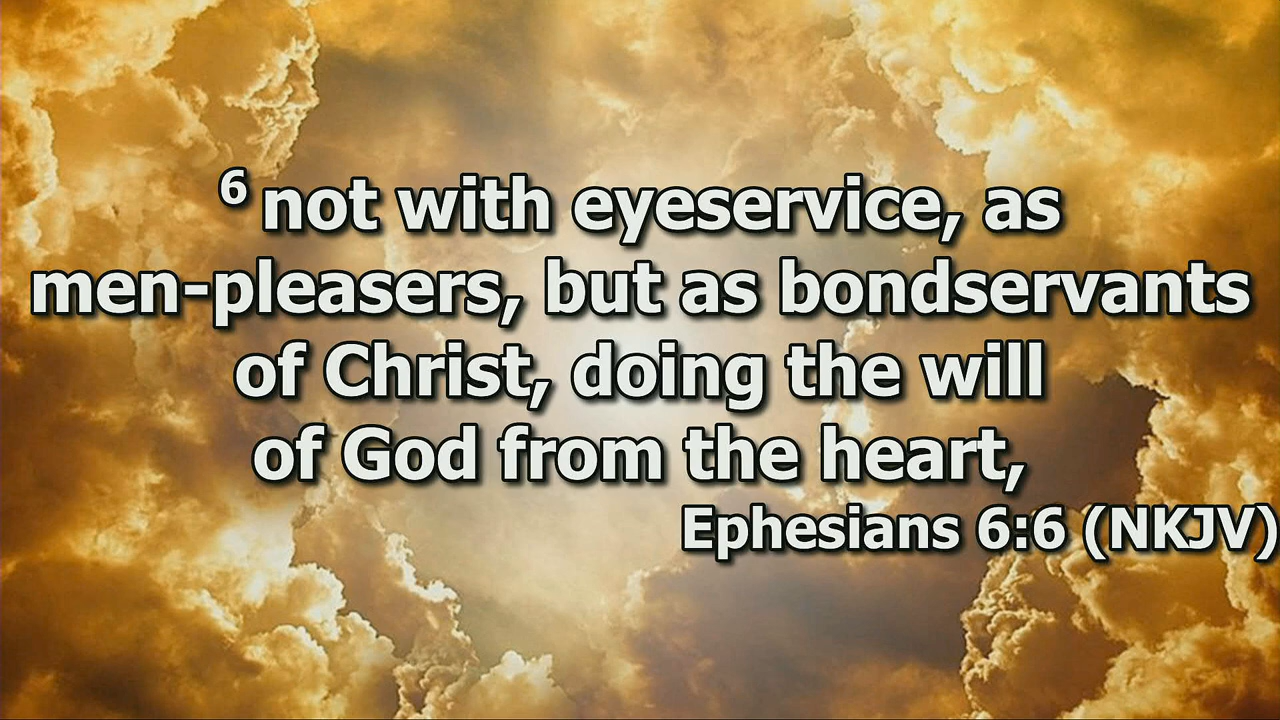 6 not with eyeservice, as
men-pleasers, but as bondservants
of Christ, doing the will
of God from the heart,
Ephesians 6:6 (NKJV)